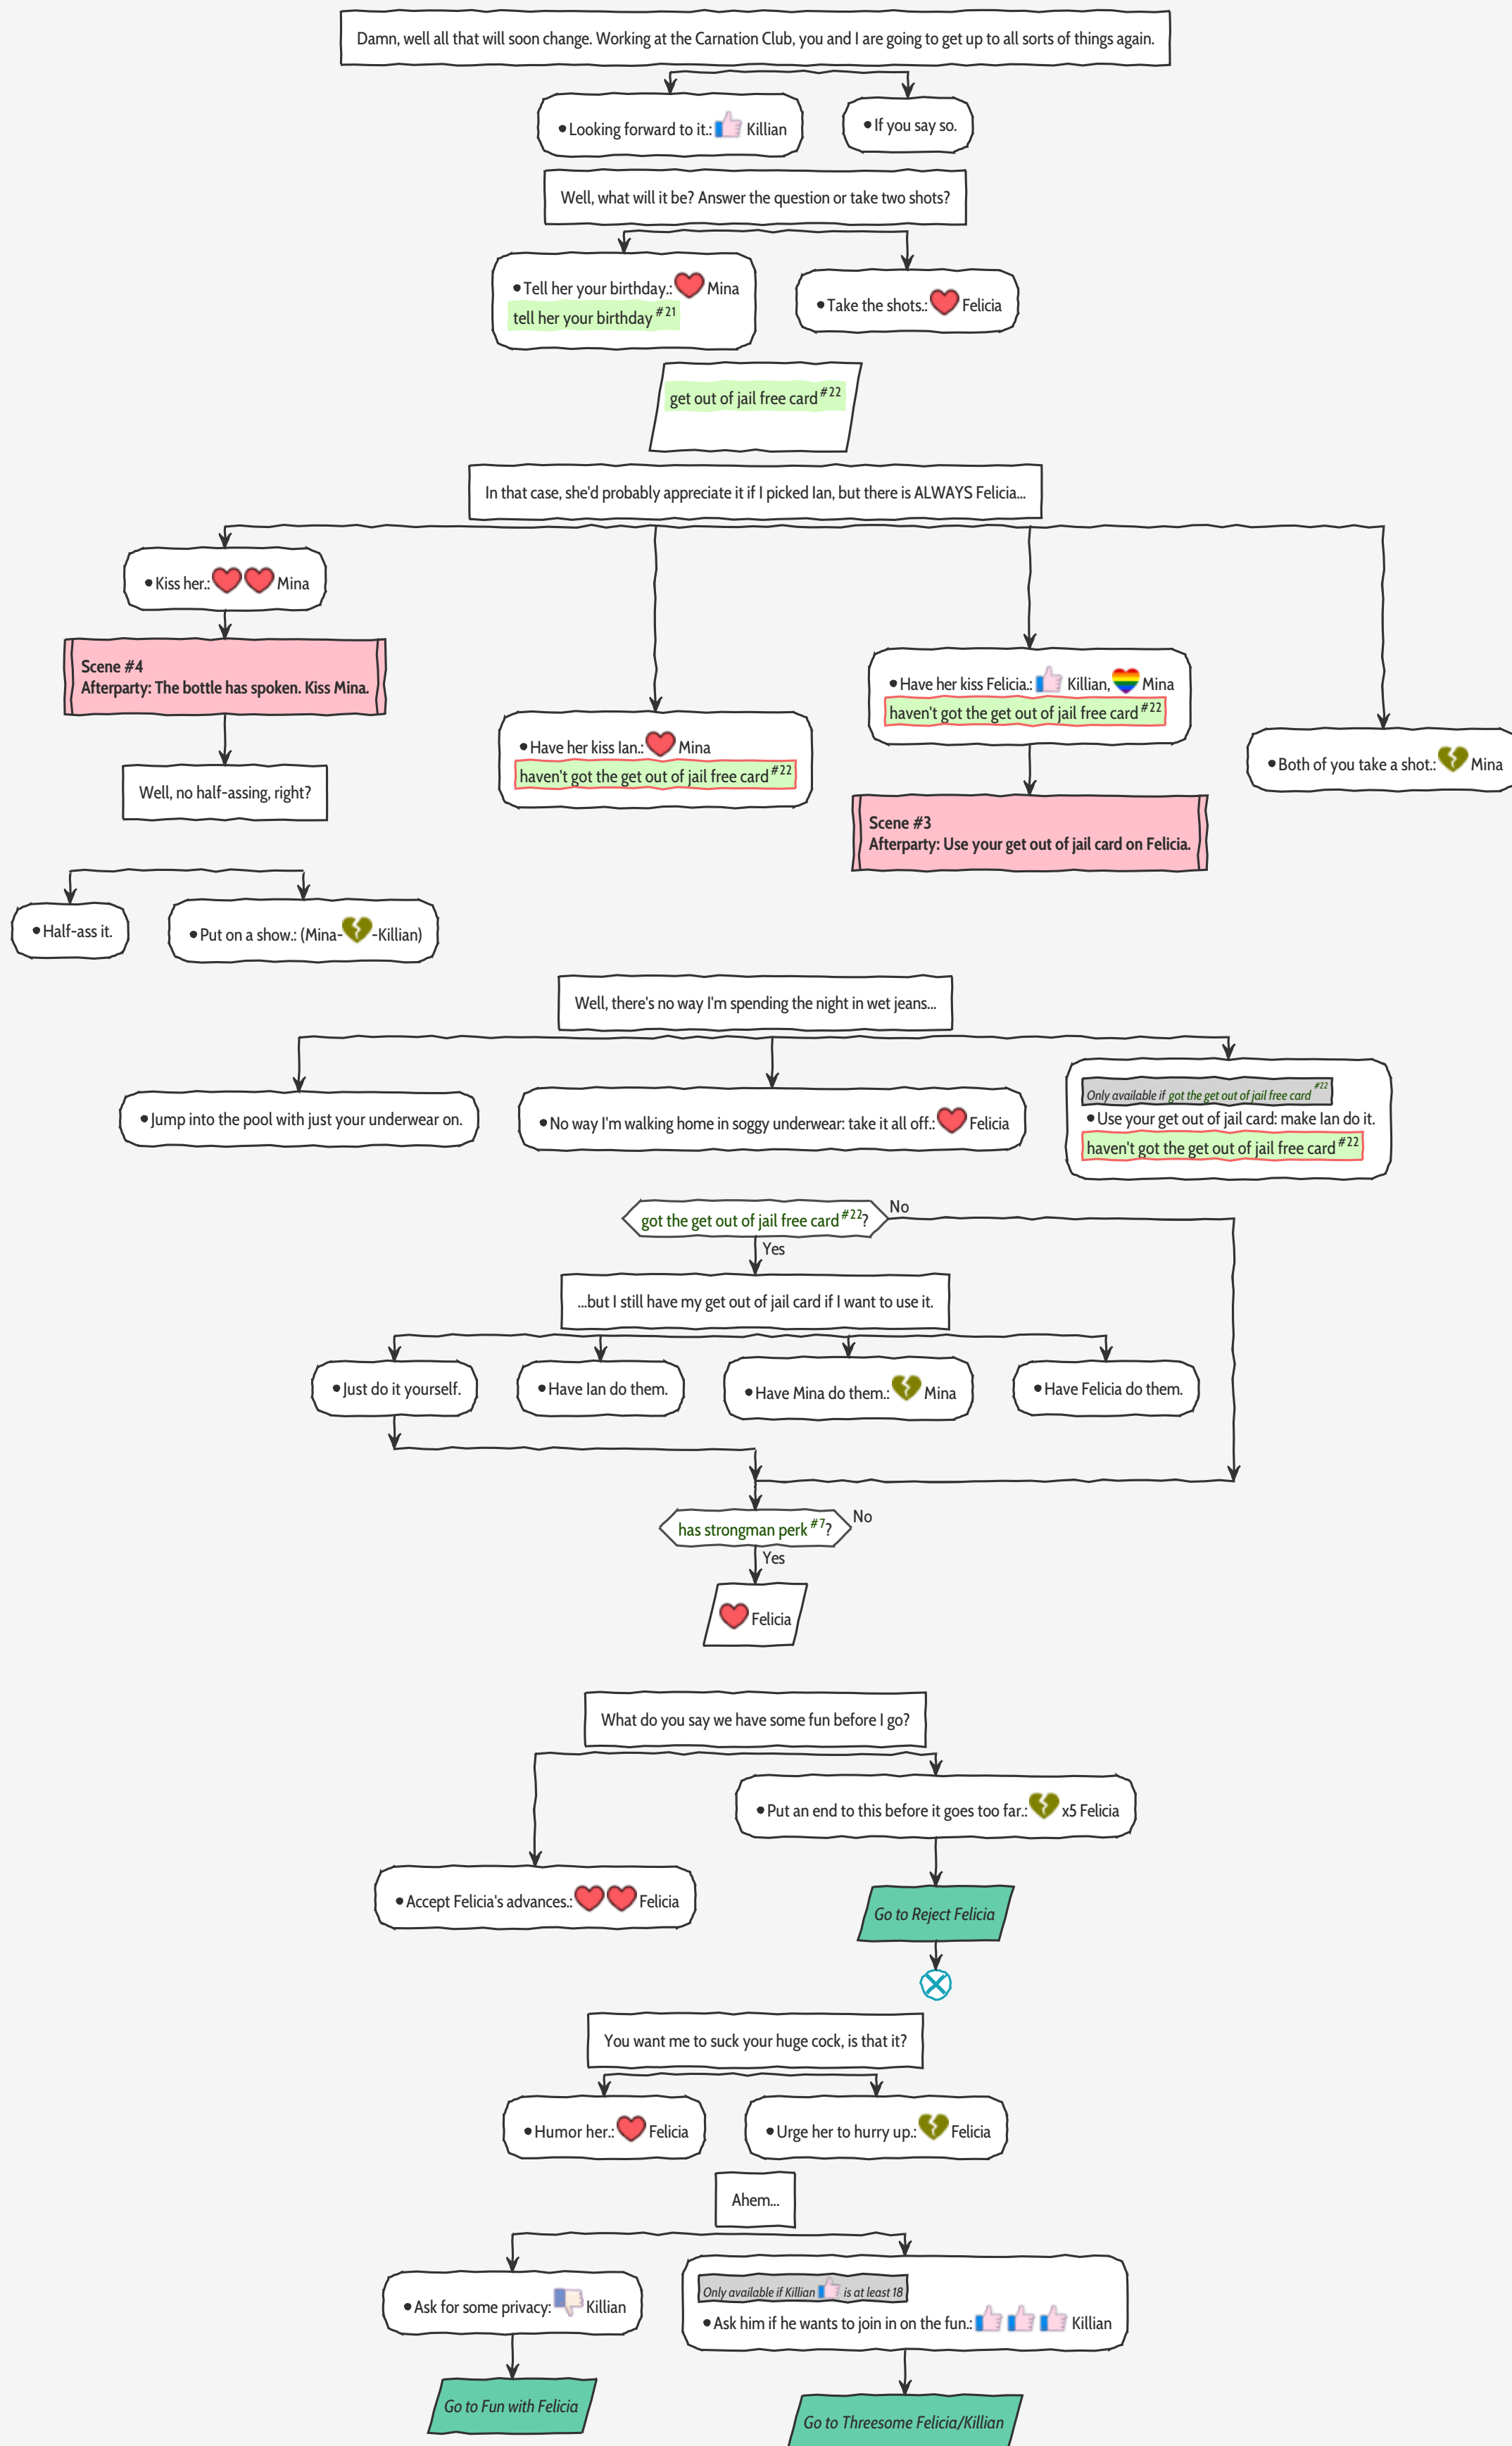 Damn, well all that will soon change. Working at the Carnation Club, you and I are going to get up to all sorts of things again.
•Looking forward to it.: Killian
•If you say so.
Well, what will it be? Answer the question or take two shots?
•Tell her your birthday.: Mina
tell her your birthday #21
•Take the shots.: Felicia
get out of jail free card #22
In that case, she'd probably appreciate it if I picked Ian, but there is ALWAYS Felicia...
•Kiss her.: Mina
Scene #4
Afterparty: The bottle has spoken. Kiss Mina.
Well, no half-assing, right?
•Have her kiss Ian.: Mina
haven't got the get out of jail free card #22
•Have her kiss Felicia.: Killian, Mina
haven't got the get out of jail free card #22
Scene #3
Afterparty: Use your get out of jail card on Felicia.
•Both of you take a shot.: Mina
•Half-ass it.
•Put on a show.: (Mina- -Killian)
Well, there's no way I'm spending the night in wet jeans...
•Jump into the pool with just your underwear on.
•No way I'm walking home in soggy underwear: take it all off.: Felicia
Only available if got the get out of jail free card #22
•Use your get out of jail card: make Ian do it.
haven't got the get out of jail free card #22
got the get out of jail free card #22?
No
Yes
...but I still have my get out of jail card if I want to use it.
•Just do it yourself.
•Have Ian do them.
•Have Mina do them.: Mina
•Have Felicia do them.
has strongman perk #7?
No
Yes
Felicia
What do you say we have some fun before I go?
•Put an end to this before it goes too far.: x5 Felicia
•Accept Felicia's advances.: Felicia
Go to Reject Felicia
You want me to suck your huge cock, is that it?
•Humor her.: Felicia
•Urge her to hurry up.: Felicia
Ahem...
•Ask for some privacy: Killian
Only available if Killian is at least 18
•Ask him if he wants to join in on the fun.: Killian
Go to Fun with Felicia
Go to Threesome Felicia/Killian